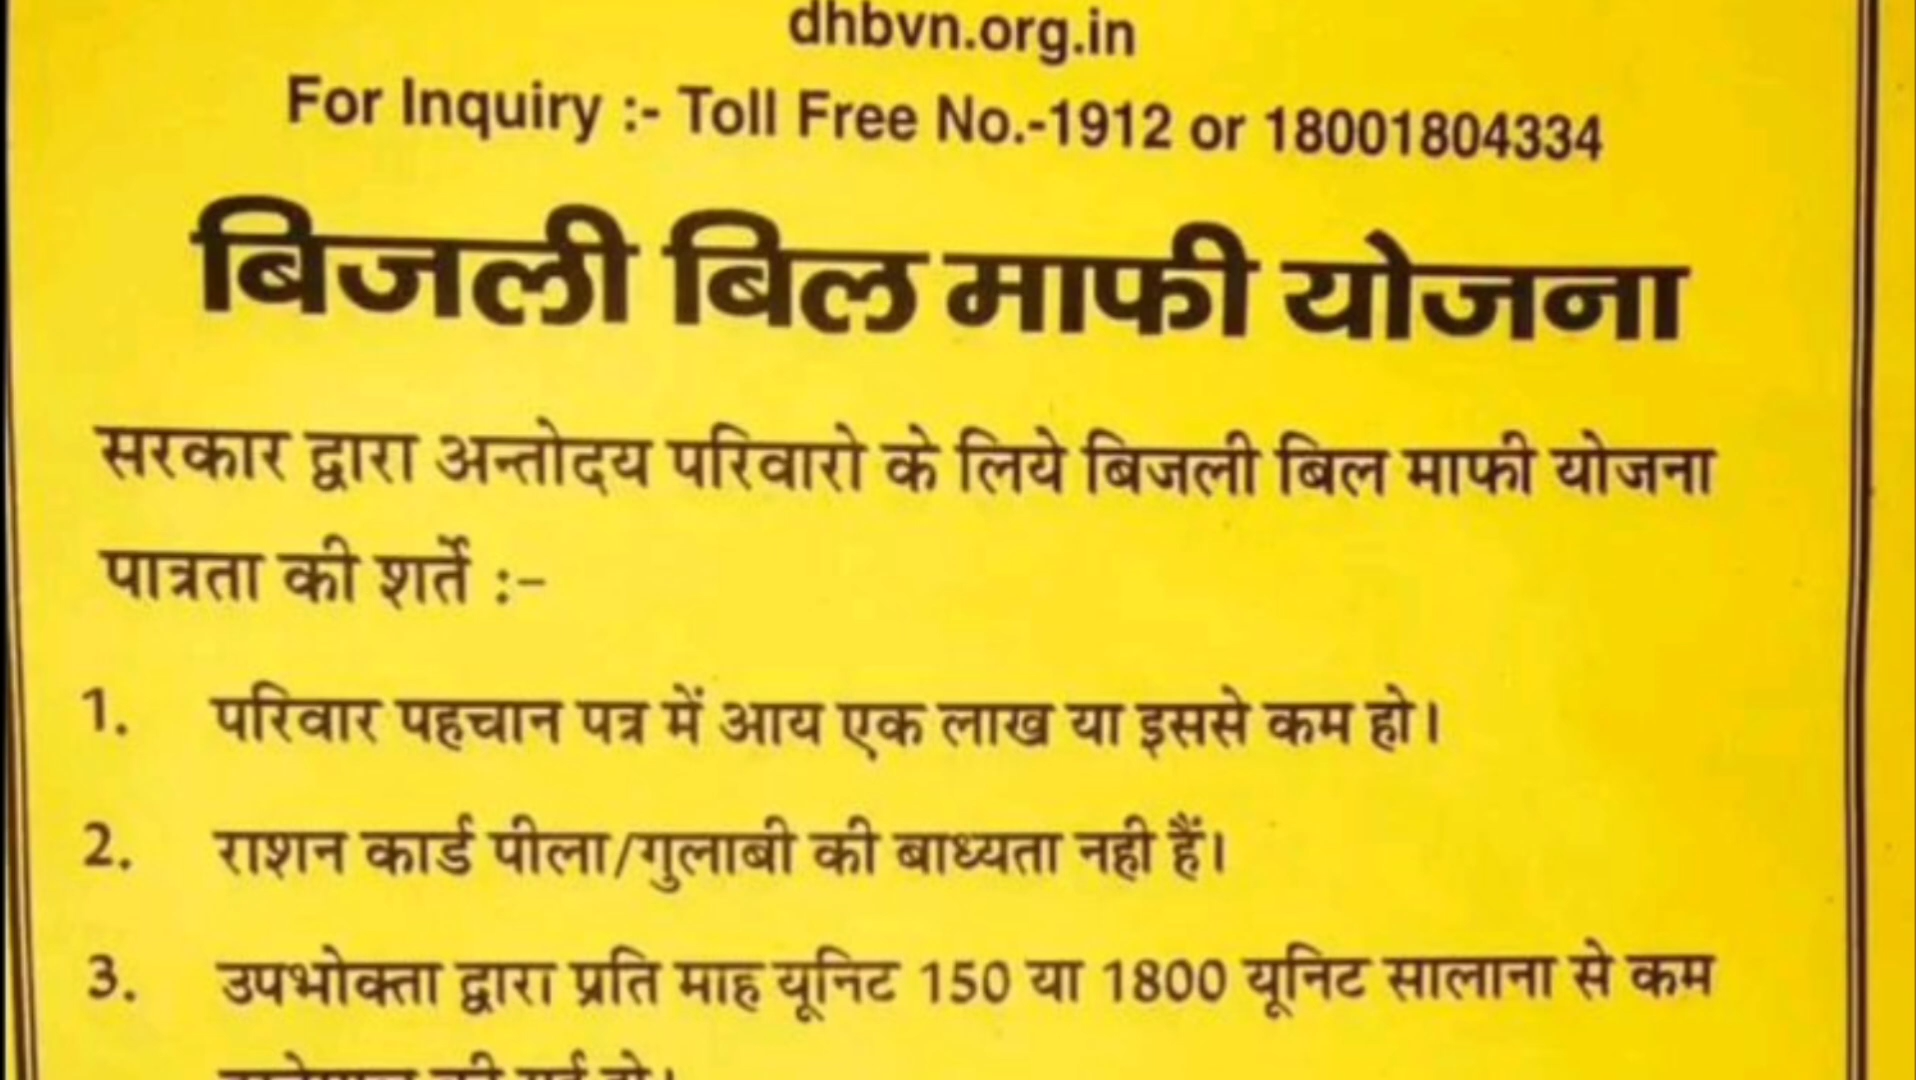 dhbvn.org.in
For Inquiry :- Toll Free No.-1912 or 18001804334
बिजली बिल माफी योजना
सरकार द्वारा अन्तोदय परिवारो के लिये बिजली बिल माफी योजना
पात्रता की शर्ते :-
1. परिवार पहचान पत्र में आय एक लाख या इससे कम हो।
2. राशन कार्ड पीला/गुलाबी की बाध्यता नही हैं।
3. उपभोक्ता द्वारा प्रति माह यूनिट 150 या 1800 यूनिट सालाना से कम